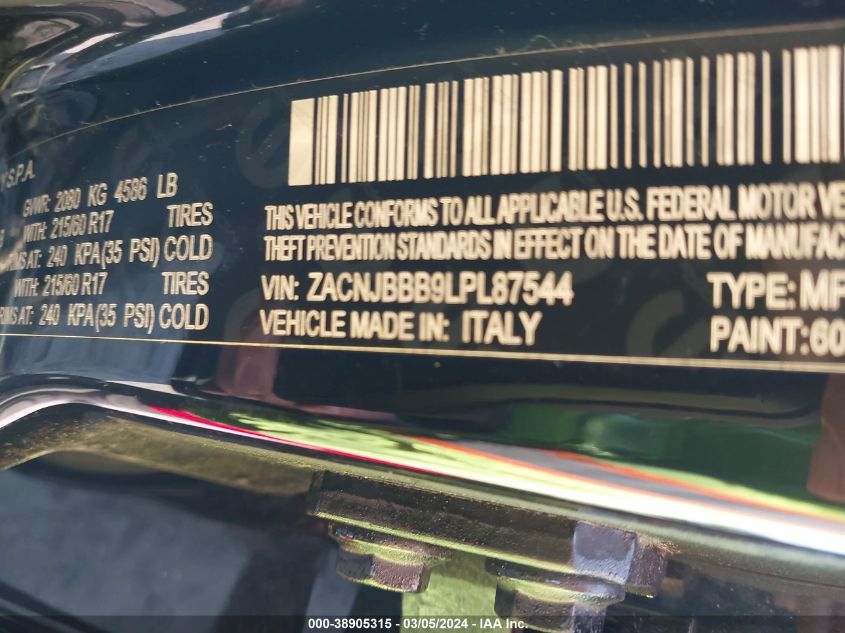 Y S.P.A.
GVWR: 2080 KG 4586 LB
WITH: 215/60 R17 TIRES
AT: 240 KPA(35 PSI) COLD
WITH: 215/60 R17 TIRES
RIMS AT: 240 KPA(35 PSI) COLD
THIS VEHICLE CONFORMS TO ALL APPLICABLE U.S. FEDERAL MOTOR VE
THEFT PREVENTION STANDARDS IN EFFECT ON THE DATE OF MANUFAC
VIN: ZACNJBBB9LPL87544 TYPE: MP
VEHICLE MADE IN: ITALY PAINT: 60
000-38905315 - 03/05/2024 - IAA, Inc.